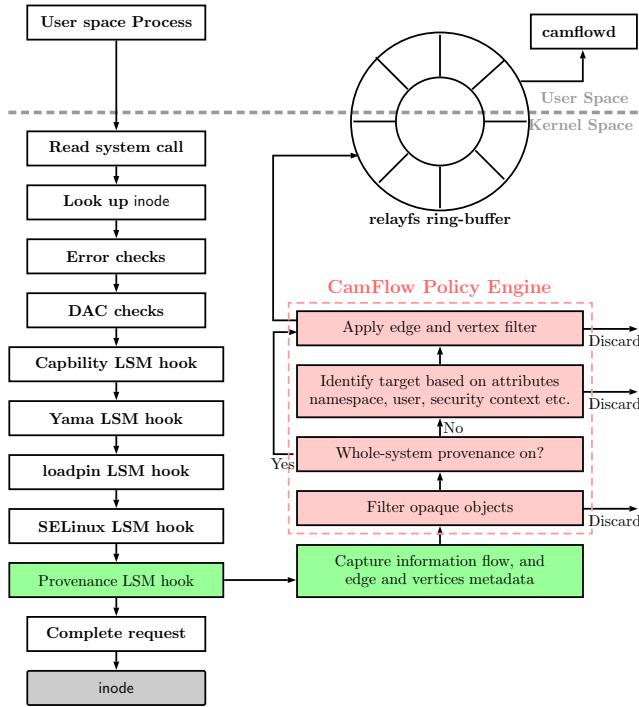 User space Process
camflowd
User Space
Kernel Space
Read system call
Look up inode
Error checks
DAC checks
Capbility LSM hook
Yama LSM hook
loadpin LSM hook
SELinux LSM hook
Provenance LSM hook
Complete request
inode
relayfs ring-buffer
CamFlow Policy Engine
Apply edge and vertex filter
Discard
Identify target based on attributes
namespace, user, security context etc.
Discard
No
Yes
Whole-system provenance on?
Filter opaque objects
Discard
Capture information flow, and
edge and vertices metadata